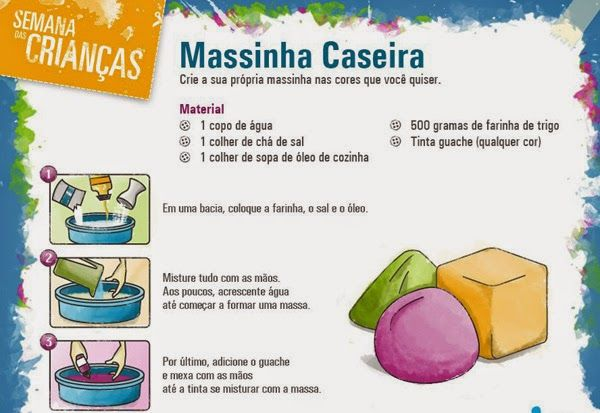 SEMANA
DAS
CRIANÇAS
Massinha Caseira
Crie a sua própria massinha nas cores que você quiser.
Material
1 copo de água
1 colher de chá de sal
1 colher de sopa de óleo de cozinha
500 gramas de farinha de trigo
Tinta guache (qualquer cor)
1
Em uma bacia, coloque a farinha, o sal e o óleo.
2
Misture tudo com as mãos.
Aos poucos, acrescente água
até começar a formar uma massa.
3
Por último, adicione o guache
e mexa com as mãos
até a tinta se misturar com a massa.